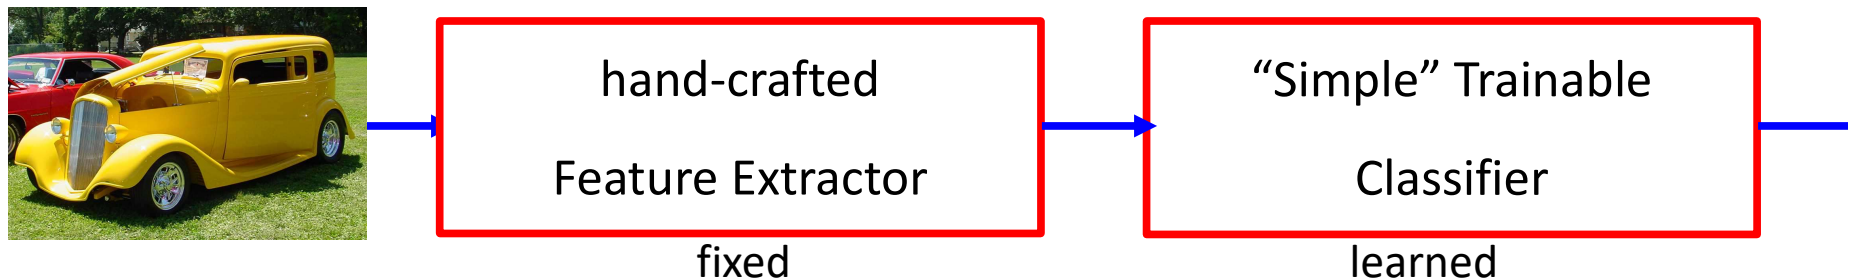 hand-crafted
Feature Extractor
fixed
“Simple” Trainable
Classifier
learned